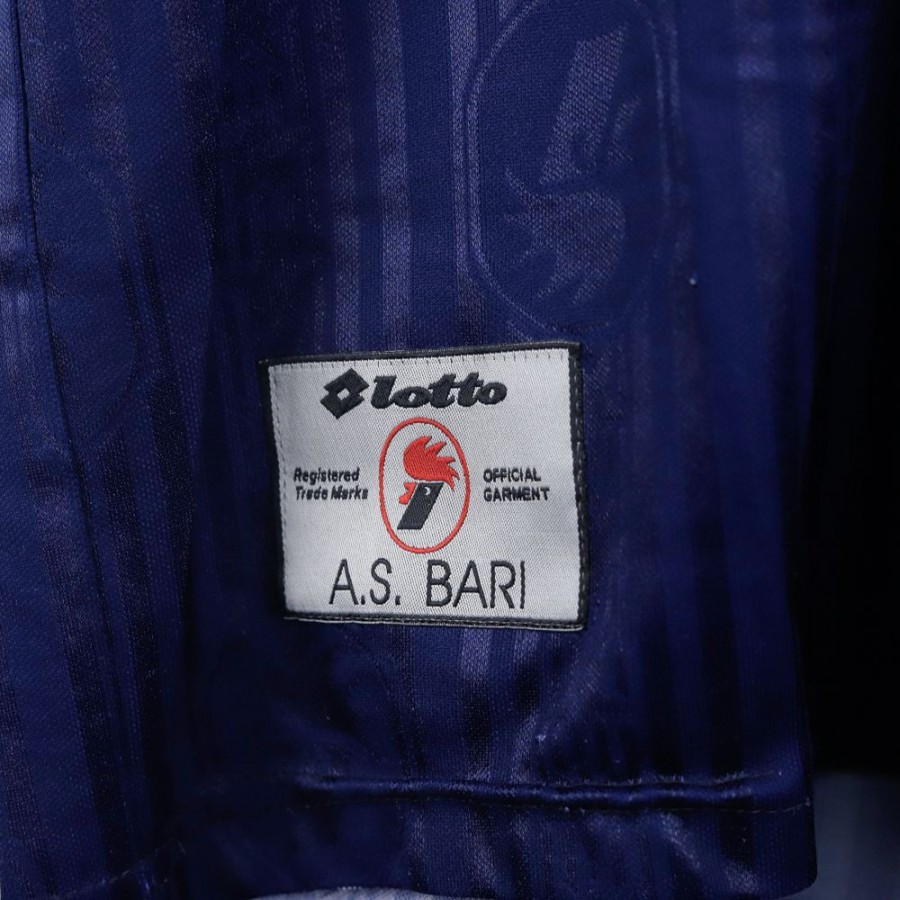 lotto
Registered
Trade Marks
OFFICIAL
GARMENT
A.S. BARI